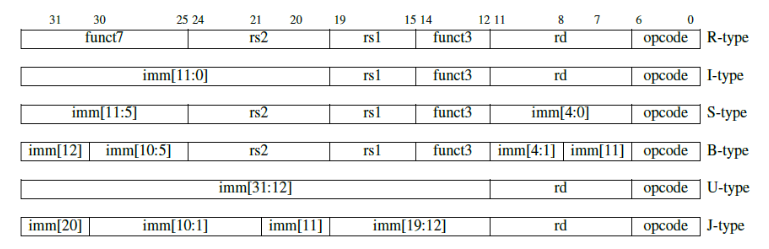 31 30 25 24 21 20 19 15 14 12 11 8 7 6 0
funct7 rs2 rs1 funct3 rd opcode R-type
imm[11:0] rs1 funct3 rd opcode I-type
imm[11:5] rs2 rs1 funct3 imm[4:0] opcode S-type
imm[12] imm[10:5] rs2 rs1 funct3 imm[4:1] imm[11] opcode B-type
imm[31:12] rd opcode U-type
imm[20] imm[10:1] imm[11] imm[19:12] rd opcode J-type